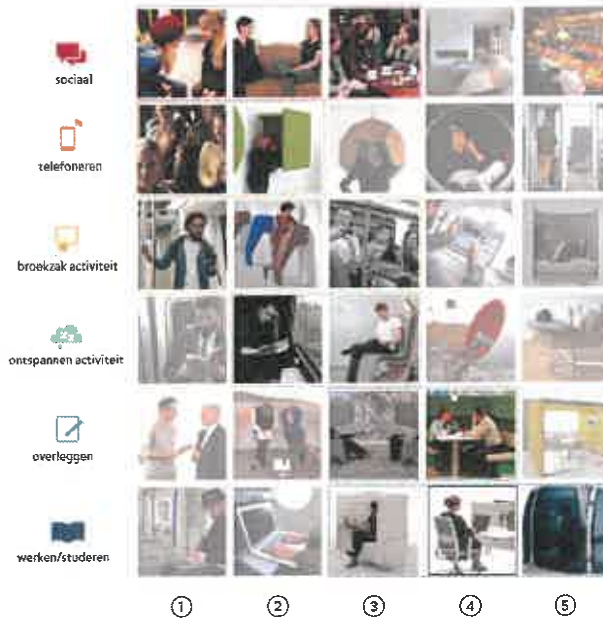 sociaal
telefoneren
broekzak activiteit
ontspannen activiteit
overleggen
werken/studeren
1 2 3 4 5